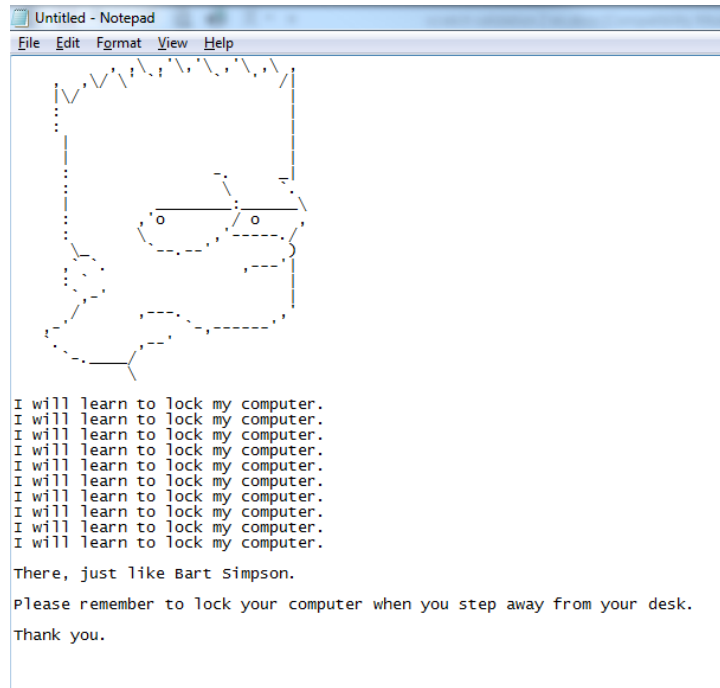 Untitled - Notepad
File Edit Format View Help
I will learn to lock my computer.
I will learn to lock my computer.
I will learn to lock my computer.
I will learn to lock my computer.
I will learn to lock my computer.
I will learn to lock my computer.
I will learn to lock my computer.
I will learn to lock my computer.
I will learn to lock my computer.
I will learn to lock my computer.
There, just like Bart Simpson.
Please remember to lock your computer when you step away from your desk.
Thank you.